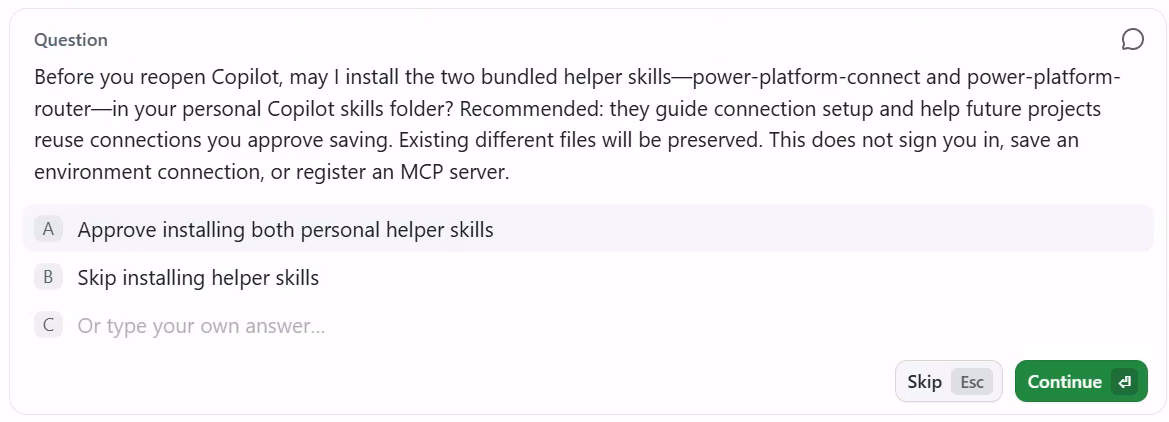 Question
Before you reopen Copilot, may I install the two bundled helper skills—power-platform-connect and power-platform-
router—in your personal Copilot skills folder? Recommended: they guide connection setup and help future projects
reuse connections you approve saving. Existing different files will be preserved. This does not sign you in, save an
environment connection, or register an MCP server.
A Approve installing both personal helper skills
B Skip installing helper skills
C Or type your own answer...
Skip Esc Continue ⏎